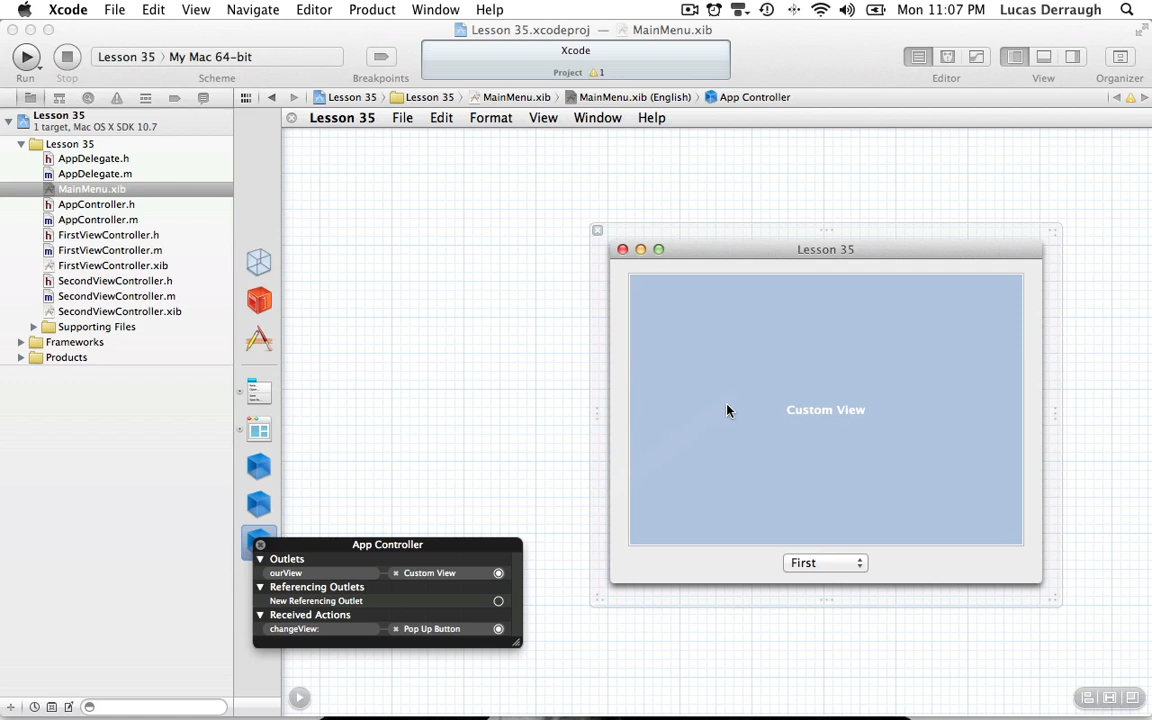 Xcode File Edit View Navigate Editor Product Window Help Mon 11:07 PM Lucas Derraugh
Lesson 35.xcodeproj — MainMenu.xib
Lesson 35 〉 My Mac 64-bit
Xcode
Project 1
Run Stop Scheme Breakpoints Editor View Organizer
Lesson 35 〉 Lesson 35 〉 MainMenu.xib 〉 MainMenu.xib (English) 〉 App Controller
Lesson 35
1 target, Mac OS X SDK 10.7
Lesson 35
AppDelegate.h
AppDelegate.m
MainMenu.xib
AppController.h
AppController.m
FirstViewController.h
FirstViewController.m
FirstViewController.xib
SecondViewController.h
SecondViewController.m
SecondViewController.xib
Supporting Files
Frameworks
Products
Lesson 35 File Edit Format View Window Help
Lesson 35
Custom View
First
App Controller
Outlets
ourView Custom View
Referencing Outlets
New Referencing Outlet
Received Actions
changeView: Pop Up Button